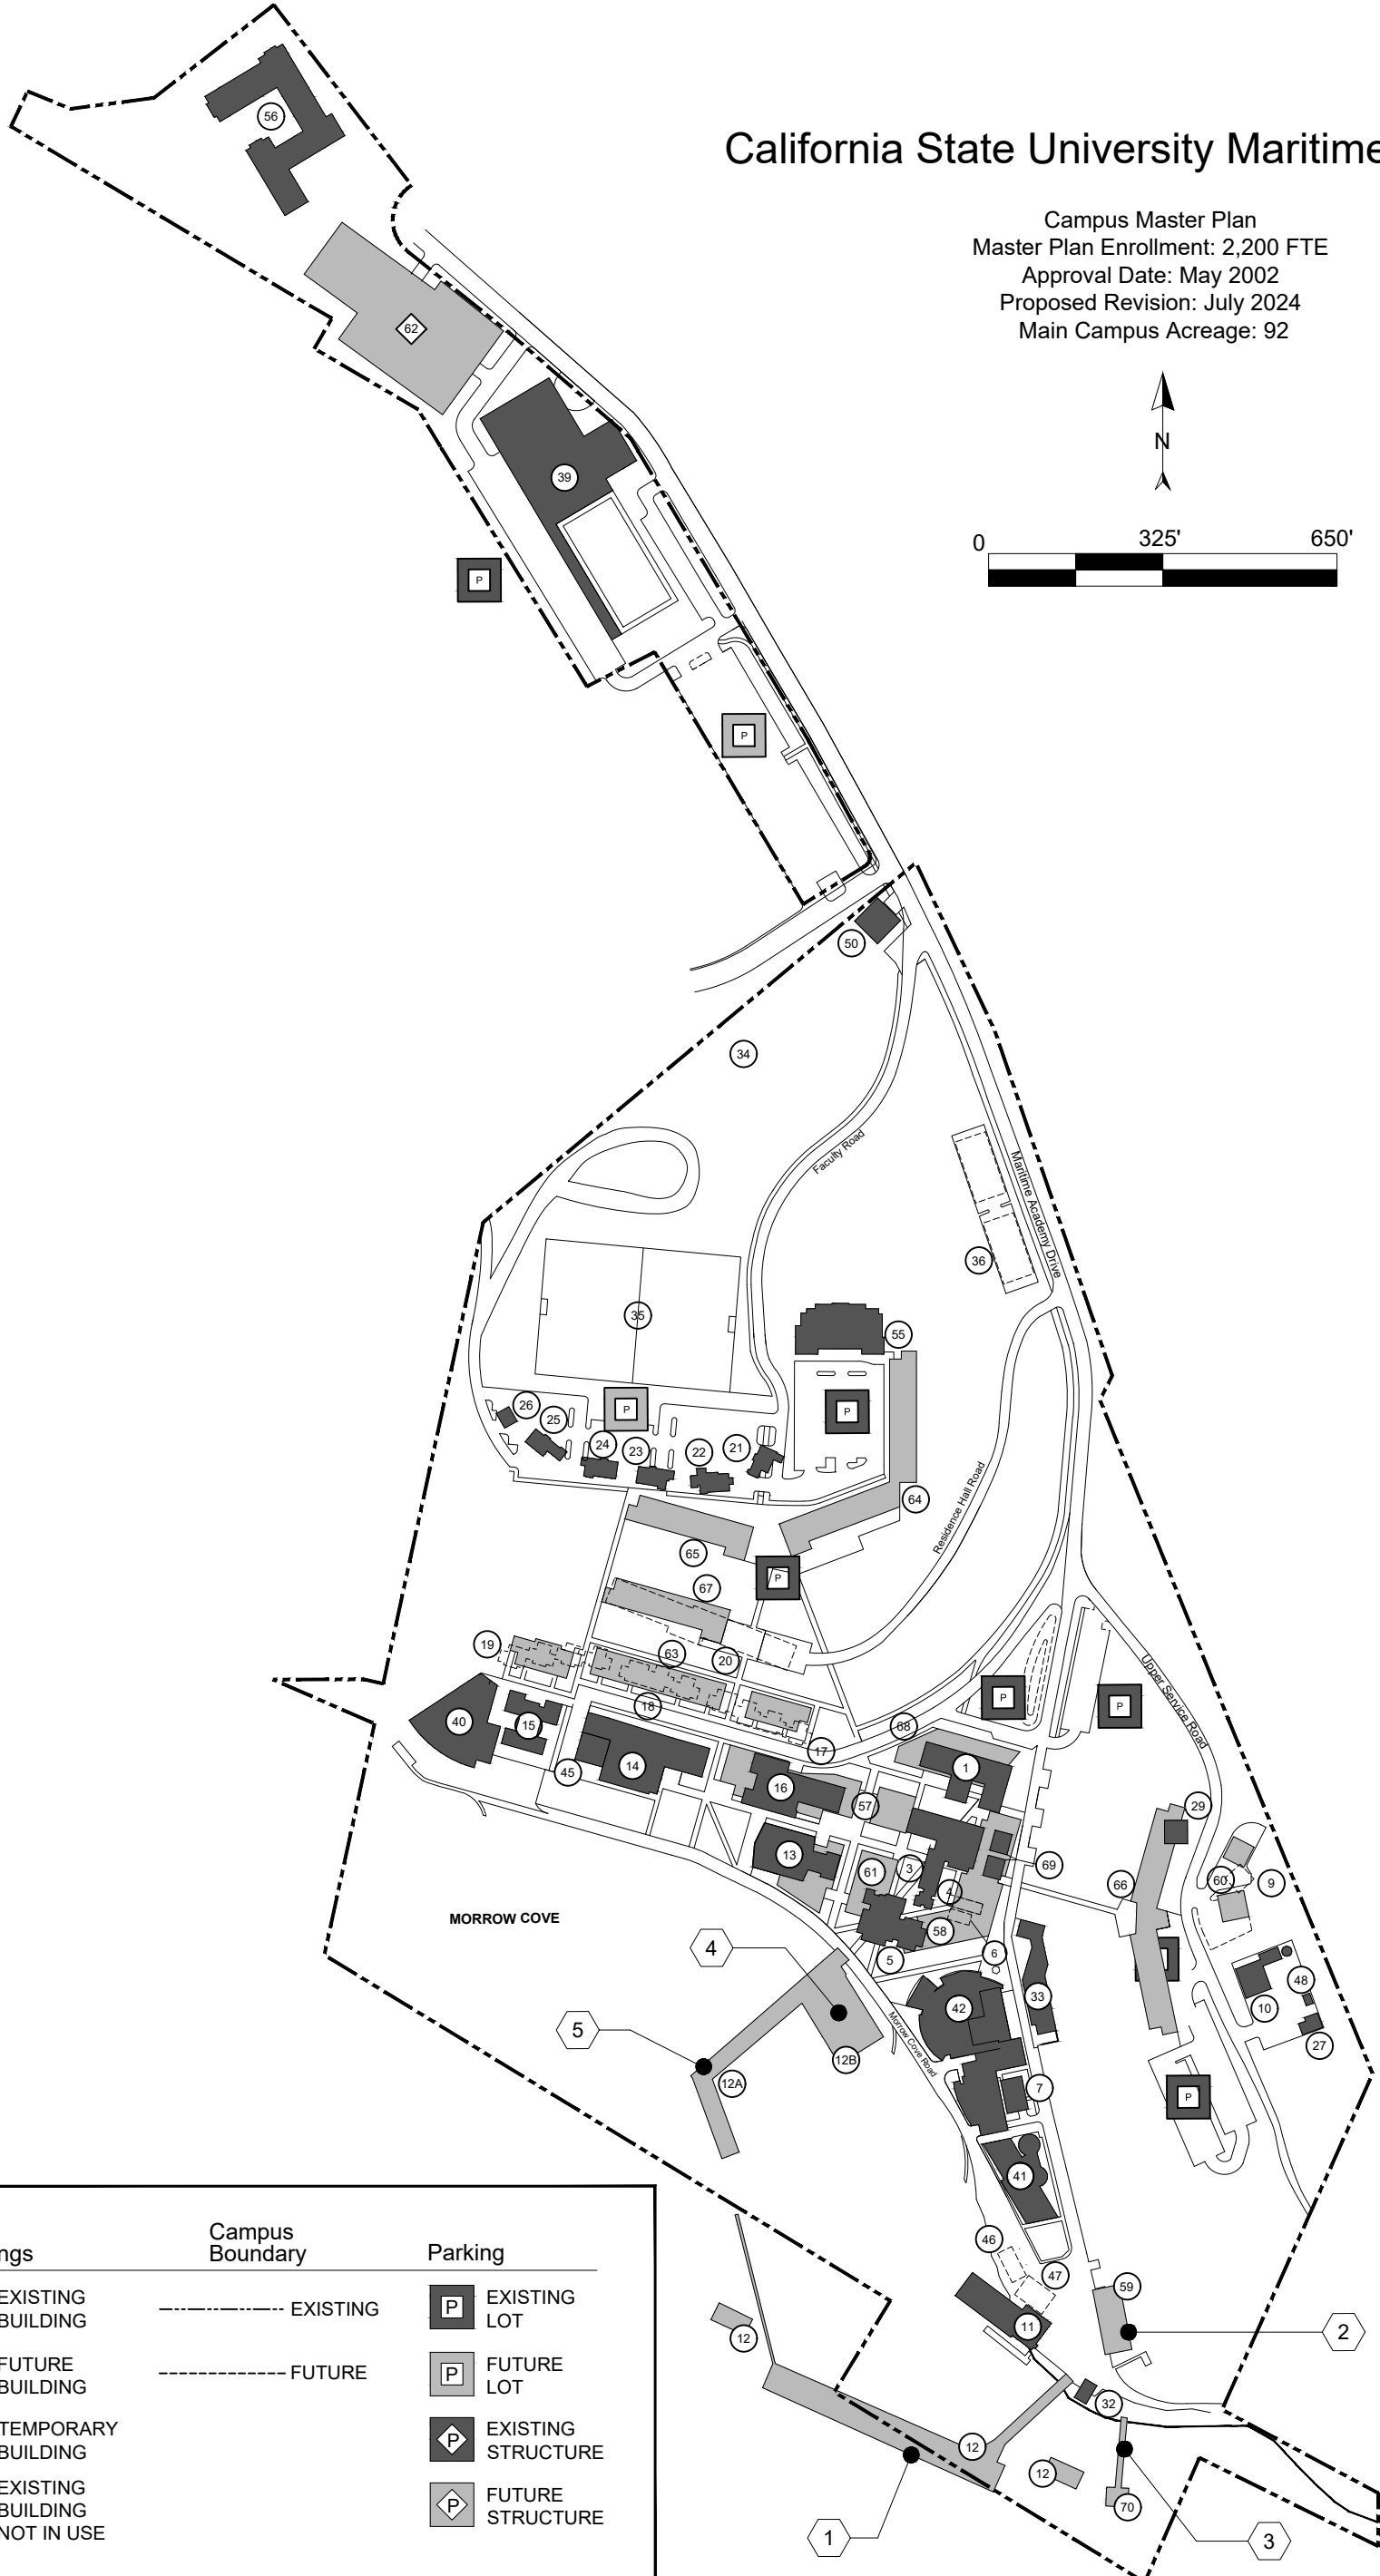 California State University Maritime
Campus Master Plan
Master Plan Enrollment: 2,200 FTE
Approval Date: May 2002
Proposed Revision: July 2024
Main Campus Acreage: 92
N
0 325' 650'
56
62
39
P
P
50
34
Faculty Road
Maritime Academy Drive
36
35
55
P
P
26
25
24
23
22
21
64
Residence Hall Road
65
P
67
19
63
20
18
P
P
Upper Service Road
40
15
17
68
45
14
16
1
57
29
13
61
3
69
66
60
9
4
MORROW COVE
58
4
5
6
48
5
42
33
10
12B
Morrow Cove Road
27
12A
7
P
41
46
47
59
11
2
12
32
12
12
70
1
3
ngs
Campus
Boundary
Parking
EXISTING
BUILDING
EXISTING
P
EXISTING
LOT
FUTURE
BUILDING
FUTURE
P
FUTURE
LOT
TEMPORARY
BUILDING
P
EXISTING
STRUCTURE
EXISTING
BUILDING
NOT IN USE
P
FUTURE
STRUCTURE